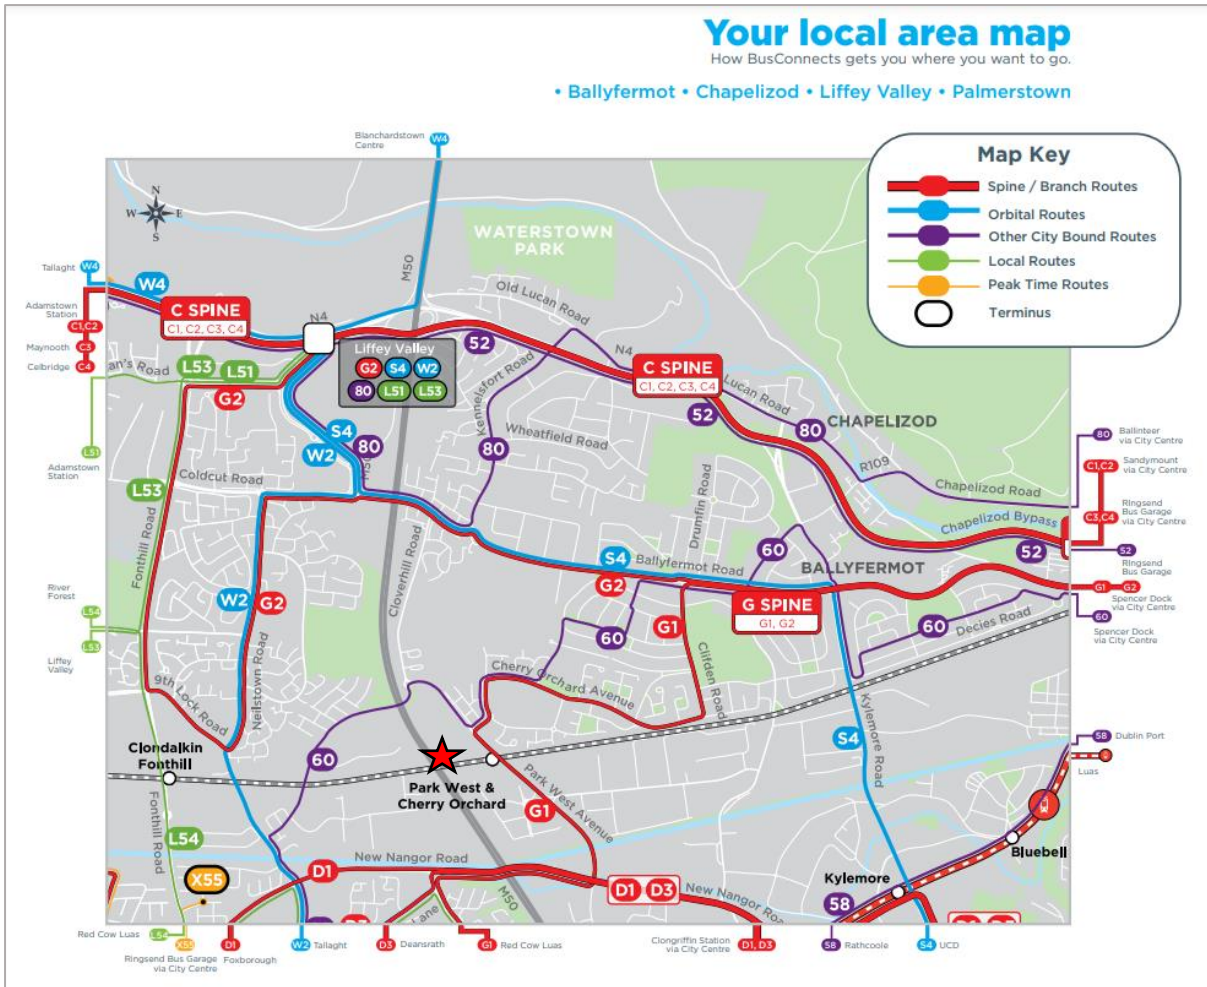 Your local area map
How BusConnects gets you where you want to go.
• Ballyfermot • Chapelizod • Liffey Valley • Palmerstown
Map Key
Spine / Branch Routes
Orbital Routes
Other City Bound Routes
Local Routes
Peak Time Routes
Terminus
Blanchardstown
Centre
W4
N
W
E
S
M50
WATERSTOWN
PARK
Tallaght
W4
W4
Adamstown
Station
C1,C2
Maynooth
C3
Celbridge
C4
C SPINE
C1, C2, C3, C4
N4
Old Lucan Road
52
Liffey Valley
G2
S4
W2
80
L51
L53
an's Road
L53
L51
G2
N4
C SPINE
C1, C2, C3, C4
Lucan Road
52
80
CHAPELIZOD
R109
Chapelizod Road
Chapelizod Bypass
52
80
Ballinteer
via City Centre
C1,C2
Sandymount
via City Centre
C3,C4
Ringsend
Bus Garage
via City Centre
52
Ringsend
Bus Garage
G1
G2
Spencer Dock
via City Centre
60
Spencer Dock
via City Centre
L51
Adamstown
Station
S4
W2
80
Kennelsfort Road
80
Wheatfield Road
Drumfin Road
Coldcut Road
L53
Fonthill Road
Cloverhill Road
S4
Ballyfermot Road
G2
60
BALLYFERMOT
G SPINE
G1, G2
River
Forest
L54
L53
Liffey
Valley
W2
G2
Neilstown Road
9th Lock Road
60
G1
Clifden Road
60
Decies Road
Cherry Orchard Avenue
Clondalkin
Fonthill
60
Park West &
Cherry Orchard
Park West Avenue
G1
S4
Kylemore Road
58
Dublin Port
Luas
Fonthill Road
L54
X55
D1
New Nangor Road
M50
Lane
D1
D3
New Nangor Roa
Kylemore
58
Bluebell
Red Cow Luas
L54
X55
Ringsend Bus Garage
via City Centre
D1
Foxborough
W2
Tallaght
D3
Deansrath
G1
Red Cow Luas
Clongriffin Station
via City Centre
D1, D3
58
Rathcoole
S4
UCD